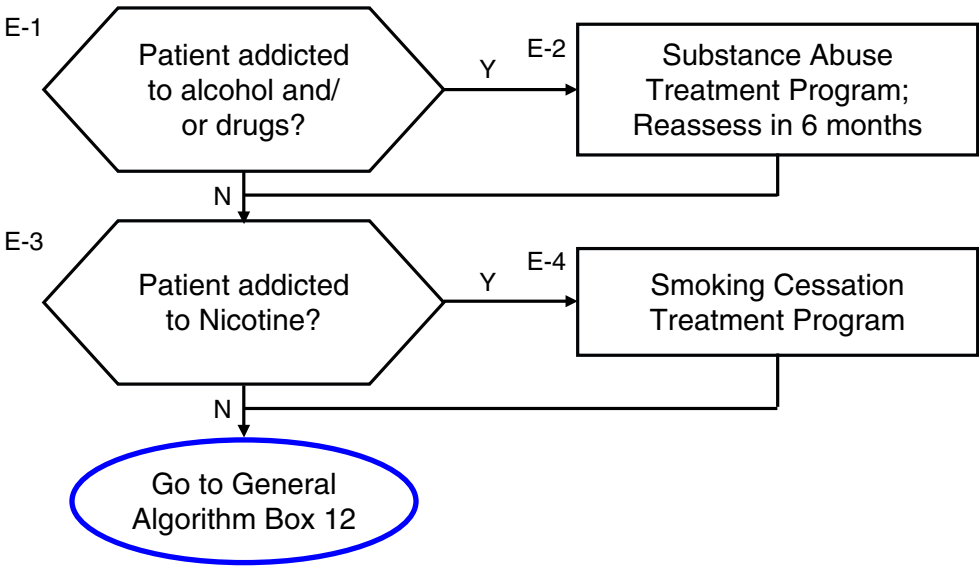 E-1
Patient addicted
to alcohol and/
or drugs?
Y
E-2
Substance Abuse
Treatment Program;
Reassess in 6 months
N
E-3
Patient addicted
to Nicotine?
Y
E-4
Smoking Cessation
Treatment Program
N
Go to General
Algorithm Box 12